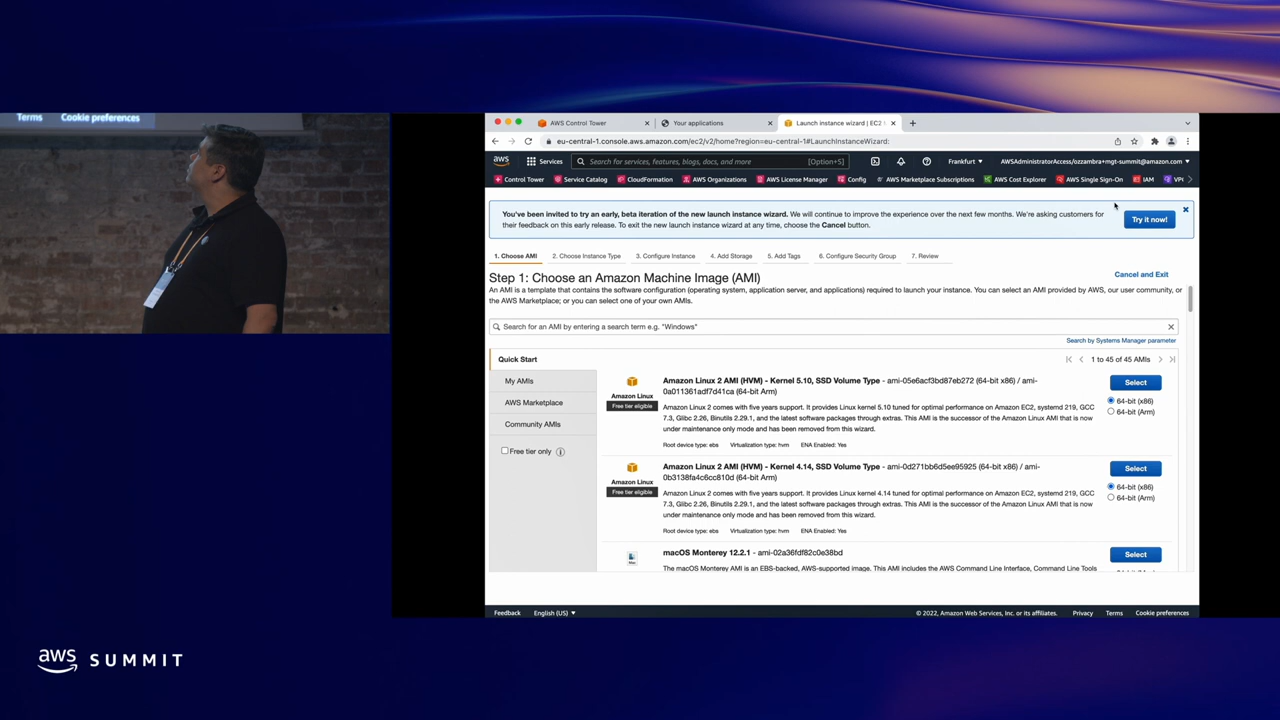 Terms Cookie preferences
AWS Control Tower
Your applications
Launch instance wizard | EC2
eu-central-1.console.aws.amazon.com/ec2/v2/home?region=eu-central-1#LaunchInstanceWizard:
aws Services Search for services, features, blogs, docs, and more [Option+S] Frankfurt AWSAdministratorAccess/ozzambra+mgt-summit@amazon.com
Control Tower Service Catalog CloudFormation AWS Organizations AWS License Manager Config AWS Marketplace Subscriptions AWS Cost Explorer AWS Single Sign-On IAM
You've been invited to try an early, beta iteration of the new launch instance wizard. We will continue to improve the experience over the next few months. We're asking customers for
their feedback on this early release. To exit the new launch instance wizard at any time, choose the Cancel button.
Try it now!
1. Choose AMI 2. Choose Instance Type 3. Configure Instance 4. Add Storage 5. Add Tags 6. Configure Security Group 7. Review
Step 1: Choose an Amazon Machine Image (AMI)
Cancel and Exit
An AMI is a template that contains the software configuration (operating system, application server, and applications) required to launch your instance. You can select an AMI provided by AWS, our user community, or
the AWS Marketplace; or you can select one of your own AMIs.
Search for an AMI by entering a search term e.g. "Windows"
Search by Systems Manager parameter
Quick Start
1 to 45 of 45 AMIs
My AMIs
AWS Marketplace
Community AMIs
Free tier only
Amazon Linux
Free tier eligible
Amazon Linux 2 AMI (HVM) - Kernel 5.10, SSD Volume Type - ami-05e6acf3bd87eb272 (64-bit x86) / ami-
0a011361adf7d41ca (64-bit Arm)
Amazon Linux 2 comes with five years support. It provides Linux kernel 5.10 tuned for optimal performance on Amazon EC2, systemd 219, GCC
7.3, Glibc 2.26, Binutils 2.29.1, and the latest software packages through extras. This AMI is the successor of the Amazon Linux AMI that is now
under maintenance only mode and has been removed from this wizard.
Root device type: ebs Virtualization type: hvm ENA Enabled: Yes
Select
64-bit (x86)
64-bit (Arm)
Amazon Linux
Free tier eligible
Amazon Linux 2 AMI (HVM) - Kernel 4.14, SSD Volume Type - ami-0d271bb6d5ee95925 (64-bit x86) / ami-
0b3138fa4c6cc810d (64-bit Arm)
Amazon Linux 2 comes with five years support. It provides Linux kernel 4.14 tuned for optimal performance on Amazon EC2, systemd 219, GCC
7.3, Glibc 2.26, Binutils 2.29.1, and the latest software packages through extras. This AMI is the successor of the Amazon Linux AMI that is now
under maintenance only mode and has been removed from this wizard.
Root device type: ebs Virtualization type: hvm ENA Enabled: Yes
Select
64-bit (x86)
64-bit (Arm)
macOS Monterey 12.2.1 - ami-02a36fdf82c0e38bd
The macOS Monterey AMI is an EBS-backed, AWS-supported image. This AMI includes the AWS Command Line Interface, Command Line Tools
Select
Feedback English (US) © 2022, Amazon Web Services, Inc. or its affiliates. Privacy Terms Cookie preferences
aws SUMMIT